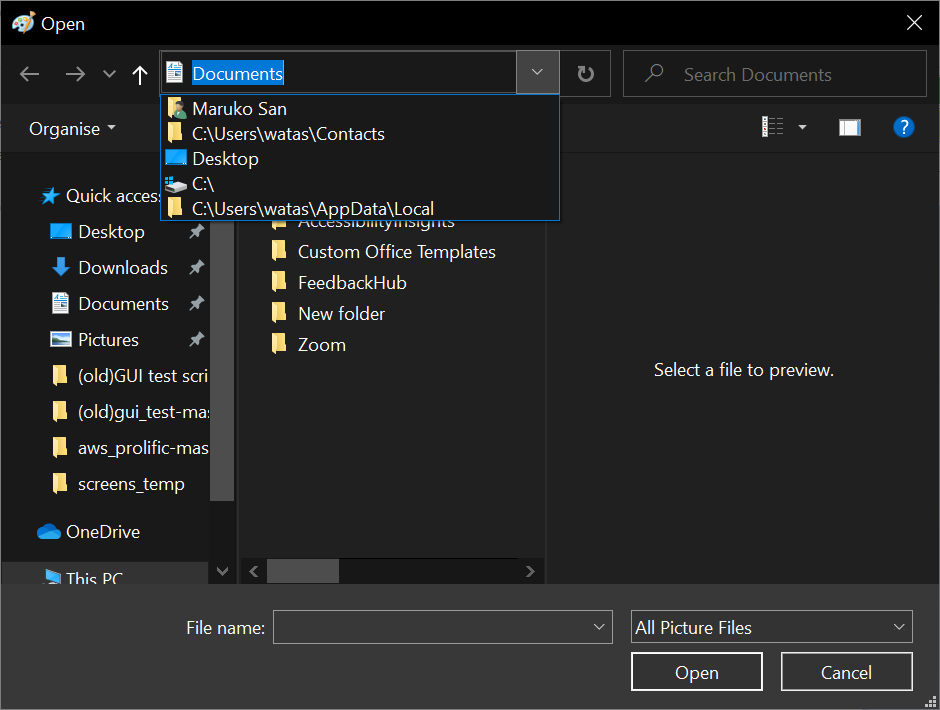 Open
Documents
Search Documents
Maruko San
C:\Users\watas\Contacts
Desktop
C:\
C:\Users\watas\AppData\Local
Organise
Quick access
Desktop
Downloads
Documents
Pictures
(old)GUI test scri
(old)gui_test-mas
aws_prolific-mas
screens_temp
OneDrive
This PC
AccessibilityInsights
Custom Office Templates
FeedbackHub
New folder
Zoom
Select a file to preview.
File name:
All Picture Files
Open
Cancel